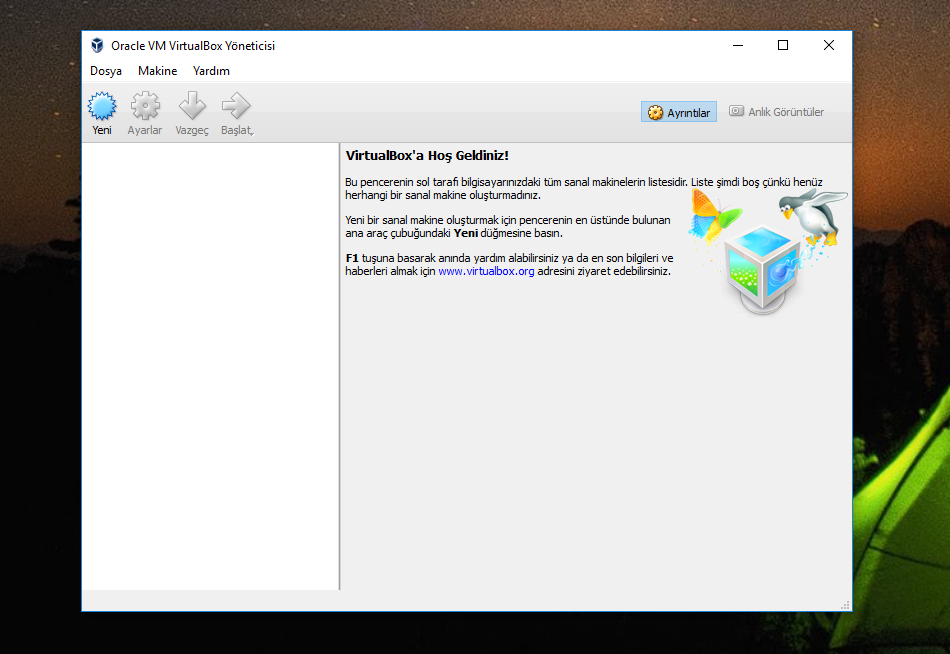 Oracle VM VirtualBox Yöneticisi
Dosya Makine Yardım
Yeni Ayarlar Vazgeç Başlat
Ayrıntılar Anlık Görüntüler
VirtualBox'a Hoş Geldiniz!
Bu pencerenin sol tarafı bilgisayarınızdaki tüm sanal makinelerin listesidir. Liste şimdi boş çünkü henüz
herhangi bir sanal makine oluşturmadınız.
Yeni bir sanal makine oluşturmak için pencerenin en üstünde bulunan
ana araç çubuğundaki Yeni düğmesine basın.
F1 tuşuna basarak anında yardım alabilirsiniz ya da en son bilgileri ve
haberleri almak için www.virtualbox.org adresini ziyaret edebilirsiniz.